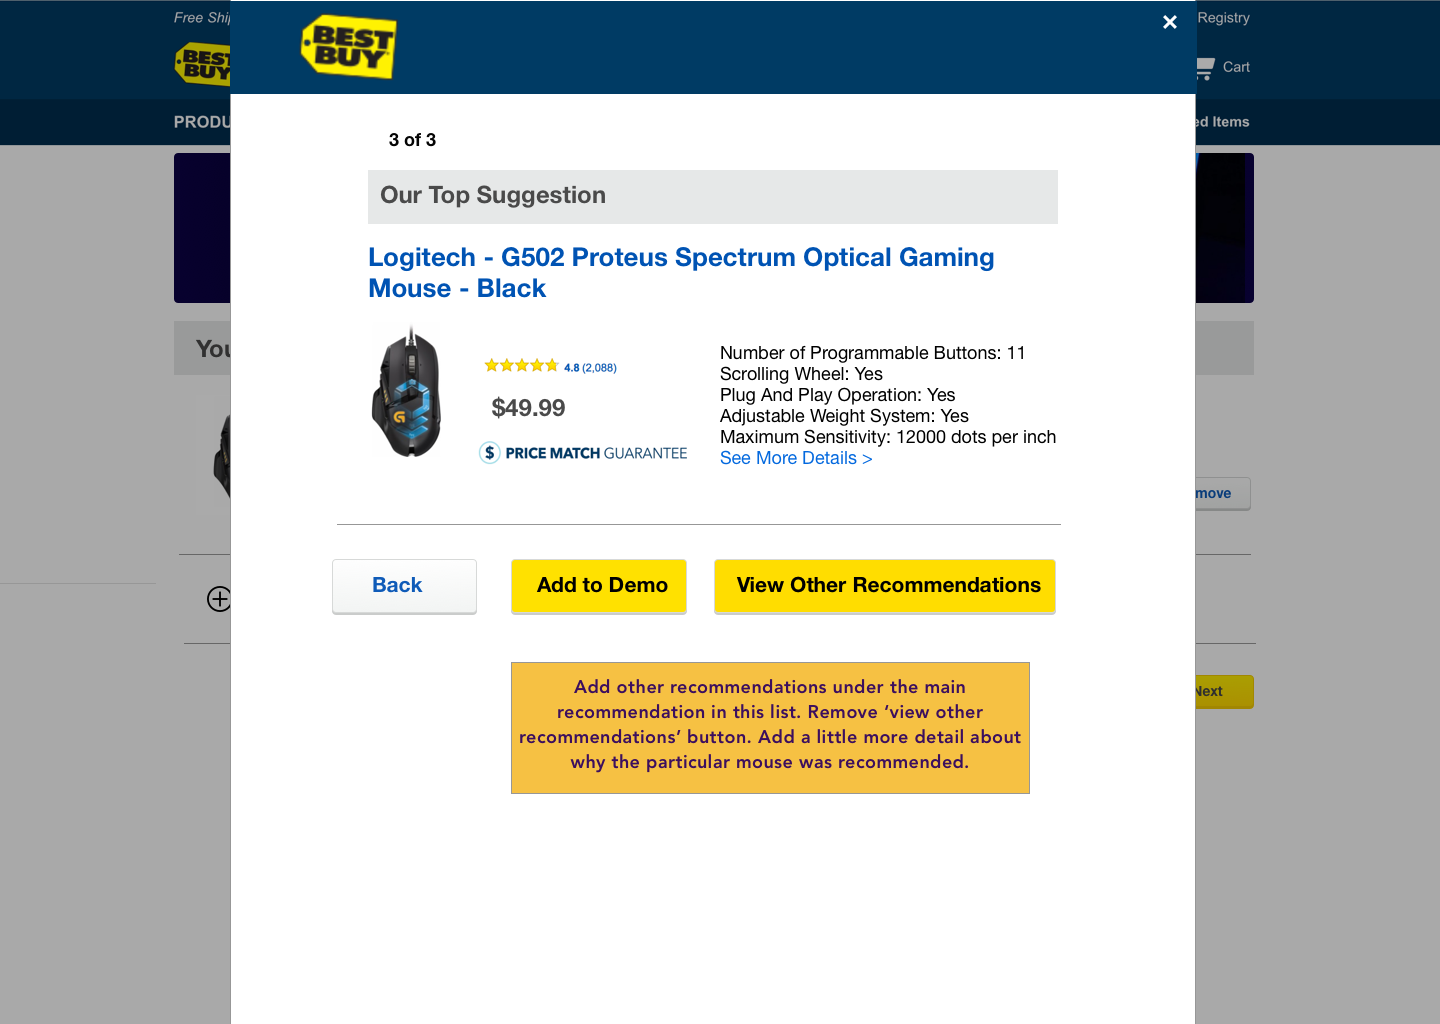 Free Shi
Registry
BEST
BUY
BEST
BUY
Cart
PRODU
ed Items
3 of 3
Our Top Suggestion
Logitech - G502 Proteus Spectrum Optical Gaming
Mouse - Black
You
4.8 (2,088)
$49.99
$ PRICE MATCH GUARANTEE
Number of Programmable Buttons: 11
Scrolling Wheel: Yes
Plug And Play Operation: Yes
Adjustable Weight System: Yes
Maximum Sensitivity: 12000 dots per inch
See More Details >
move
Back
Add to Demo
View Other Recommendations
Next
Add other recommendations under the main
recommendation in this list. Remove ‘view other
recommendations’ button. Add a little more detail about
why the particular mouse was recommended.